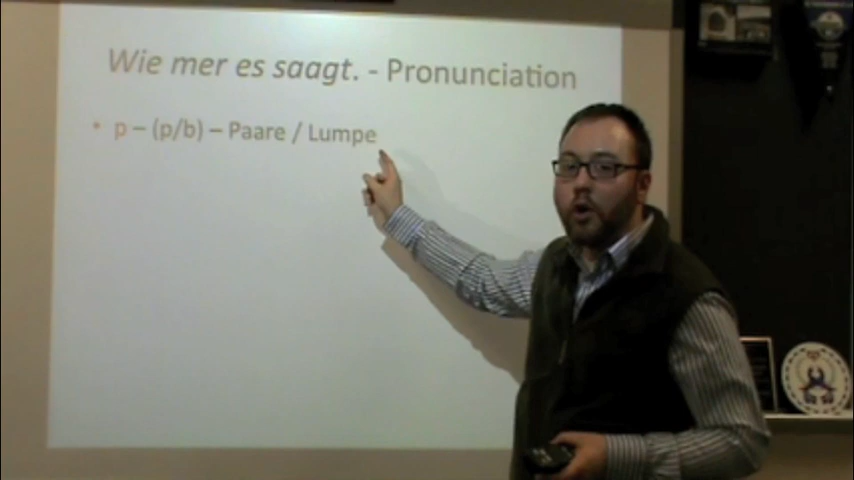 Wie mer es saagt. - Pronunciation
• p – (p/b) – Paare / Lumpe